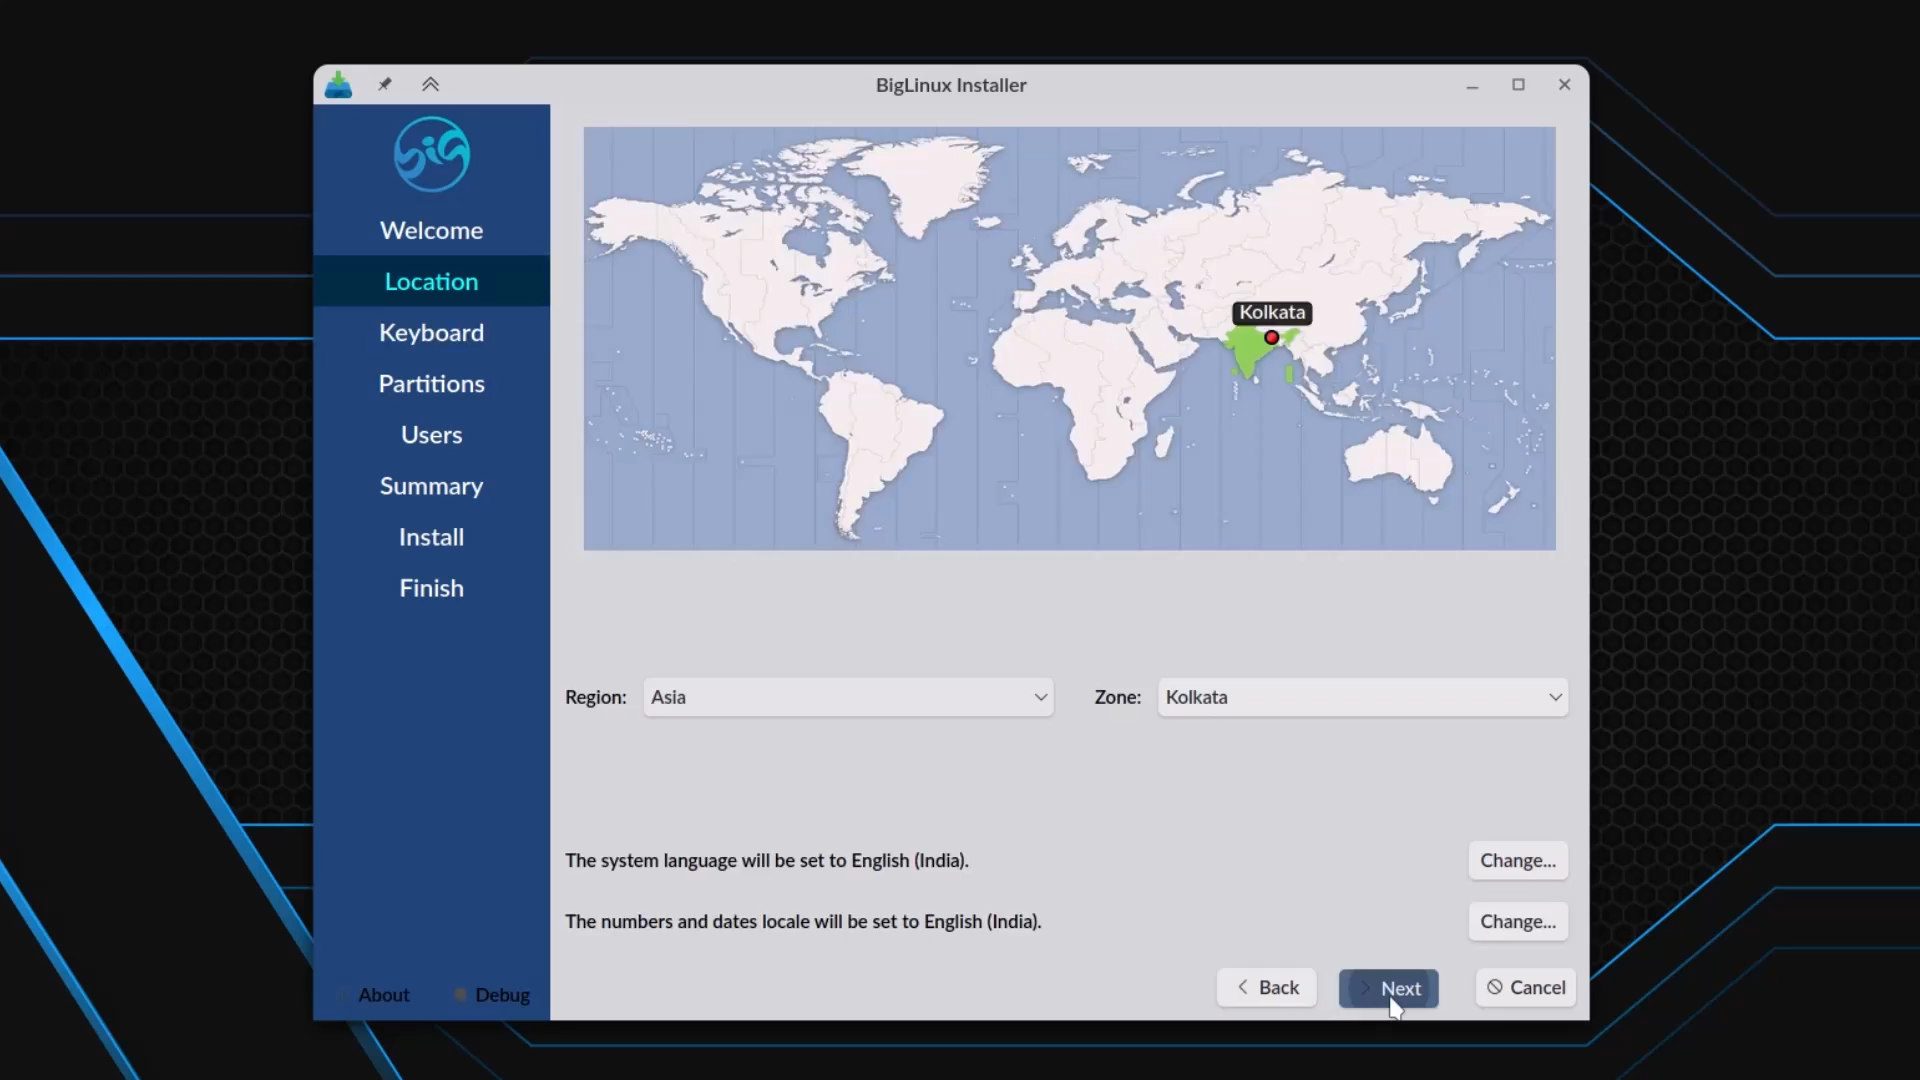 BigLinux Installer
BIG
Welcome
Location
Keyboard
Partitions
Users
Summary
Install
Finish
About
Debug
Kolkata
Region: Asia
Zone: Kolkata
The system language will be set to English (India).
Change...
The numbers and dates locale will be set to English (India).
Change...
Back
Next
Cancel